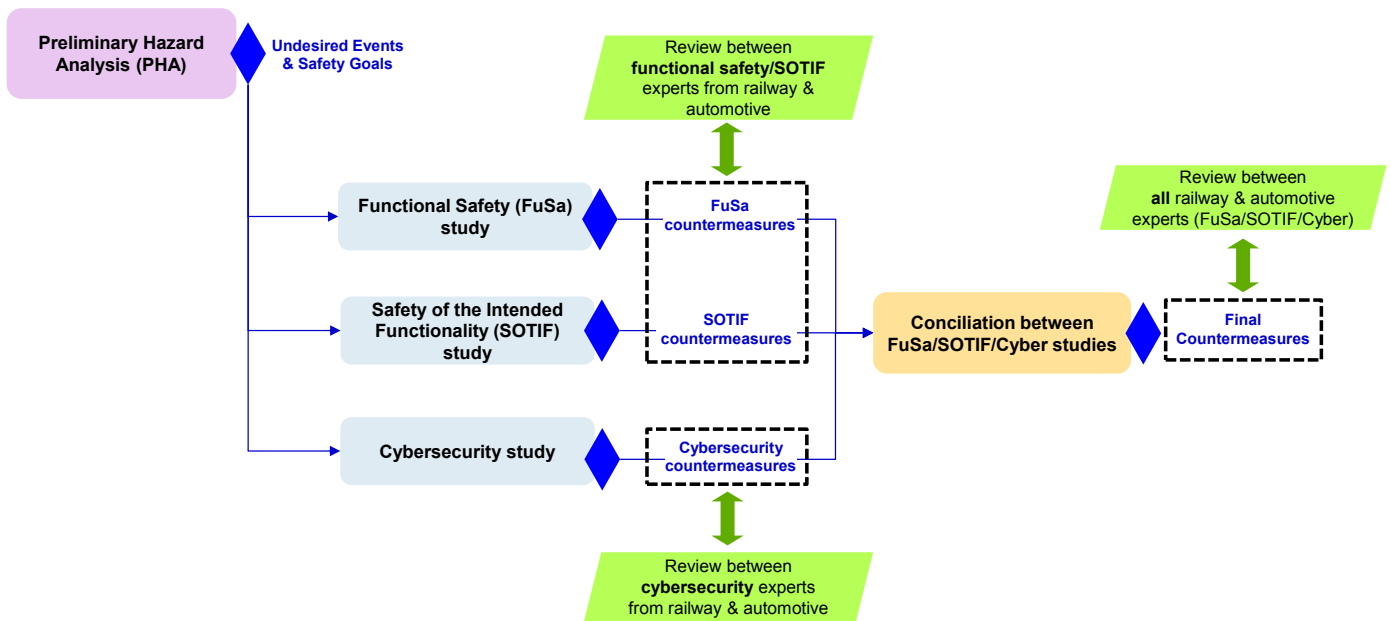 Preliminary Hazard
Analysis (PHA)
Undesired Events
& Safety Goals
Review between
functional safety/SOTIF
experts from railway &
automotive
Review between
all railway & automotive
experts (FuSa/SOTIF/Cyber)
Functional Safety (FuSa)
study
FuSa
countermeasures
Safety of the Intended
Functionality (SOTIF)
study
SOTIF
countermeasures
Conciliation between
FuSa/SOTIF/Cyber studies
Final
Countermeasures
Cybersecurity study
Cybersecurity
countermeasures
Review between
cybersecurity experts
from railway & automotive